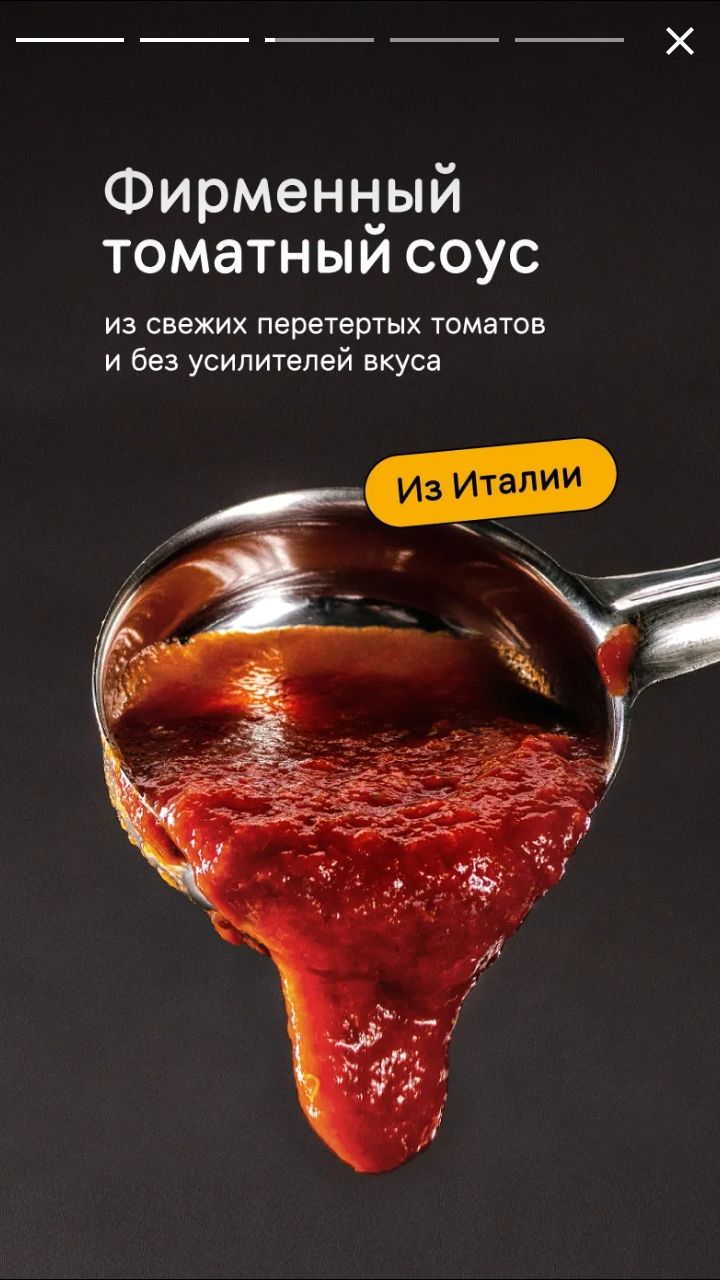 Фирменный
томатный соус
из свежих перетертых томатов
и без усилителей вкуса
Из Италии